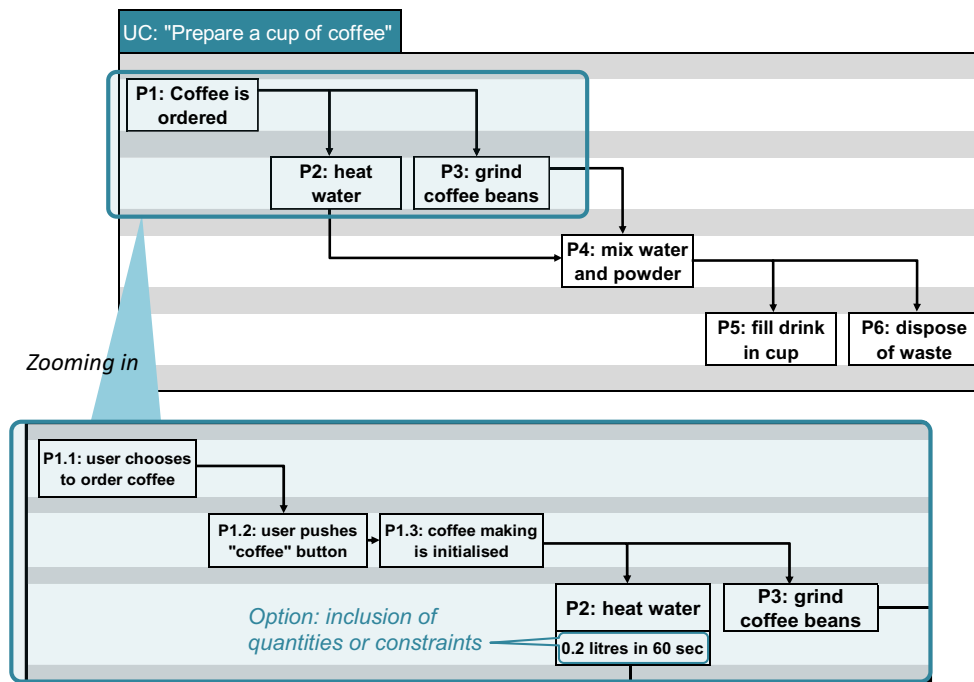 UC: "Prepare a cup of coffee"
P1: Coffee is
ordered
P2: heat
water
P3: grind
coffee beans
P4: mix water
and powder
P5: fill drink
in cup
P6: dispose
of waste
Zooming in
P1.1: user chooses
to order coffee
P1.2: user pushes
"coffee" button
P1.3: coffee making
is initialised
P2: heat water
0.2 litres in 60 sec
P3: grind
coffee beans
Option: inclusion of
quantities or constraints